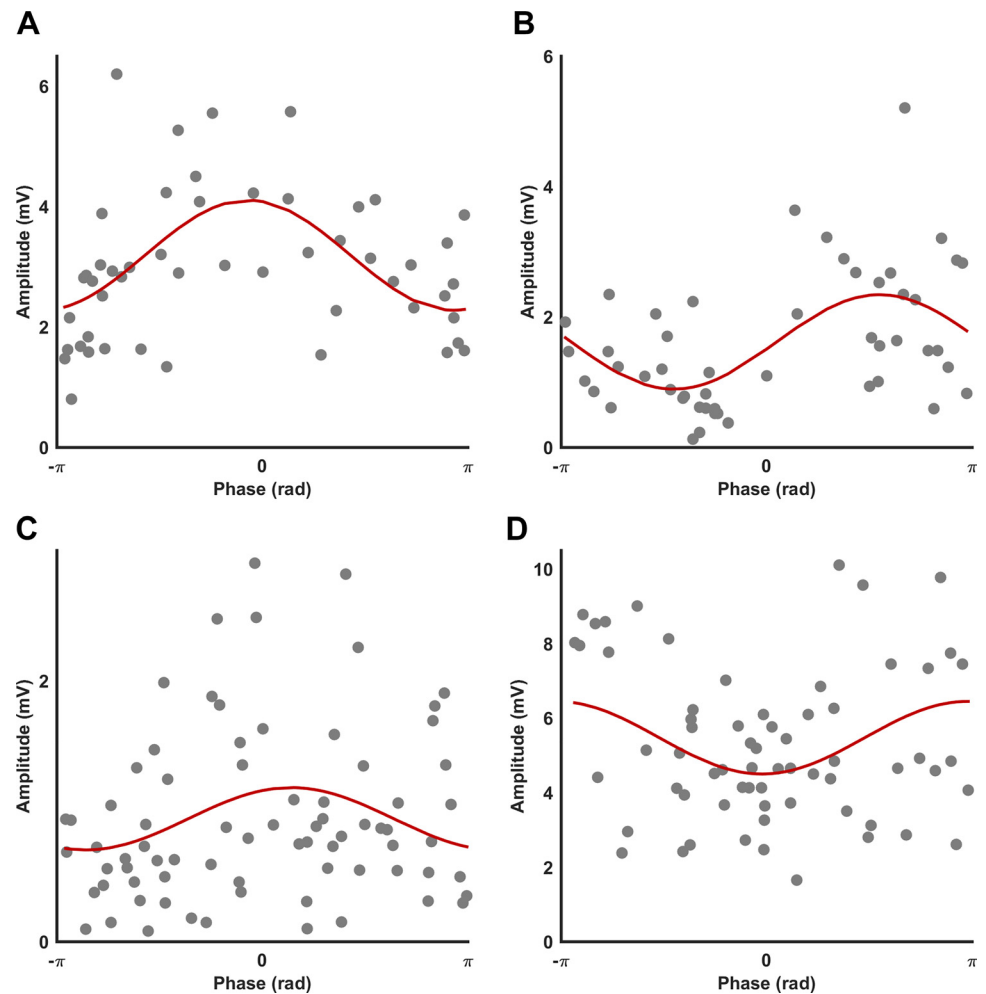 A
B
6
4
2
0
Amplitude (mV)
-π
0
π
Phase (rad)
6
4
2
0
Amplitude (mV)
-π
0
π
Phase (rad)
C
D
2
0
Amplitude (mV)
-π
0
π
Phase (rad)
10
8
6
4
2
0
Amplitude (mV)
-π
0
π
Phase (rad)